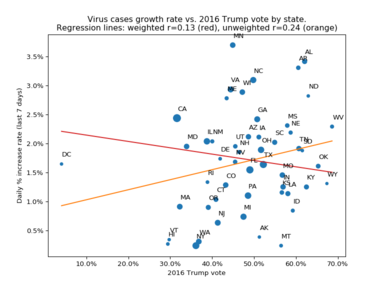 Virus cases growth rate vs. 2016 Trump vote by state.
Regression lines: weighted r=0.13 (red), unweighted r=0.24 (orange)
Daily % increase rate (last 7 days)
3.5%
3.0%
2.5%
2.0%
1.5%
1.0%
0.5%
MN
AL
AR
NC
VA
WI
ND
CA
GA
MS
NE
WV
AZ
IA
SC
MD
IL
NM
UT
OH
NH
TN
SD
DC
DE
NV
TX
FL
OK
MO
RI
CO
IN
KS
LA
KY
WY
CT
PA
MA
OR
ID
NJ
MI
VT
HI
WA
NY
AK
MT
10.0%
20.0%
30.0%
40.0%
50.0%
60.0%
70.0%
2016 Trump vote